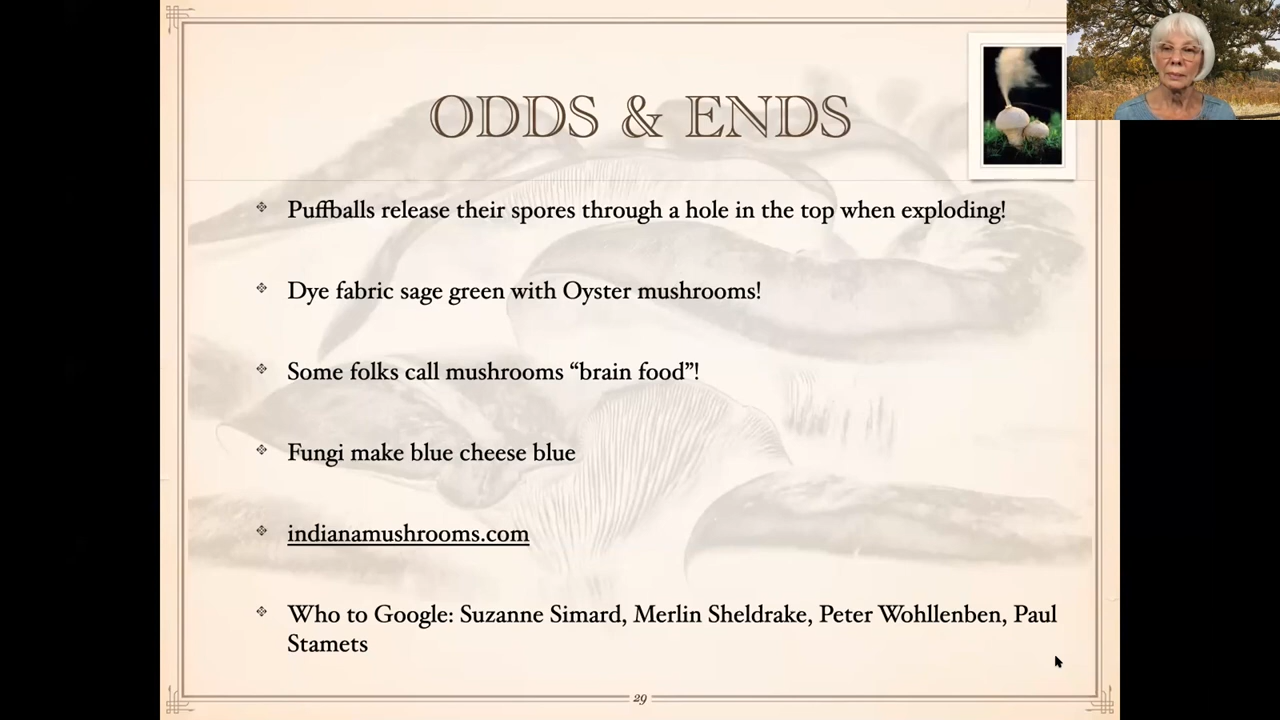 ODDS & ENDS
Puffballs release their spores through a hole in the top when exploding!
Dye fabric sage green with Oyster mushrooms!
Some folks call mushrooms “brain food”!
Fungi make blue cheese blue
indianamushrooms.com
Who to Google: Suzanne Simard, Merlin Sheldrake, Peter Wohllenben, Paul
Stamets
29